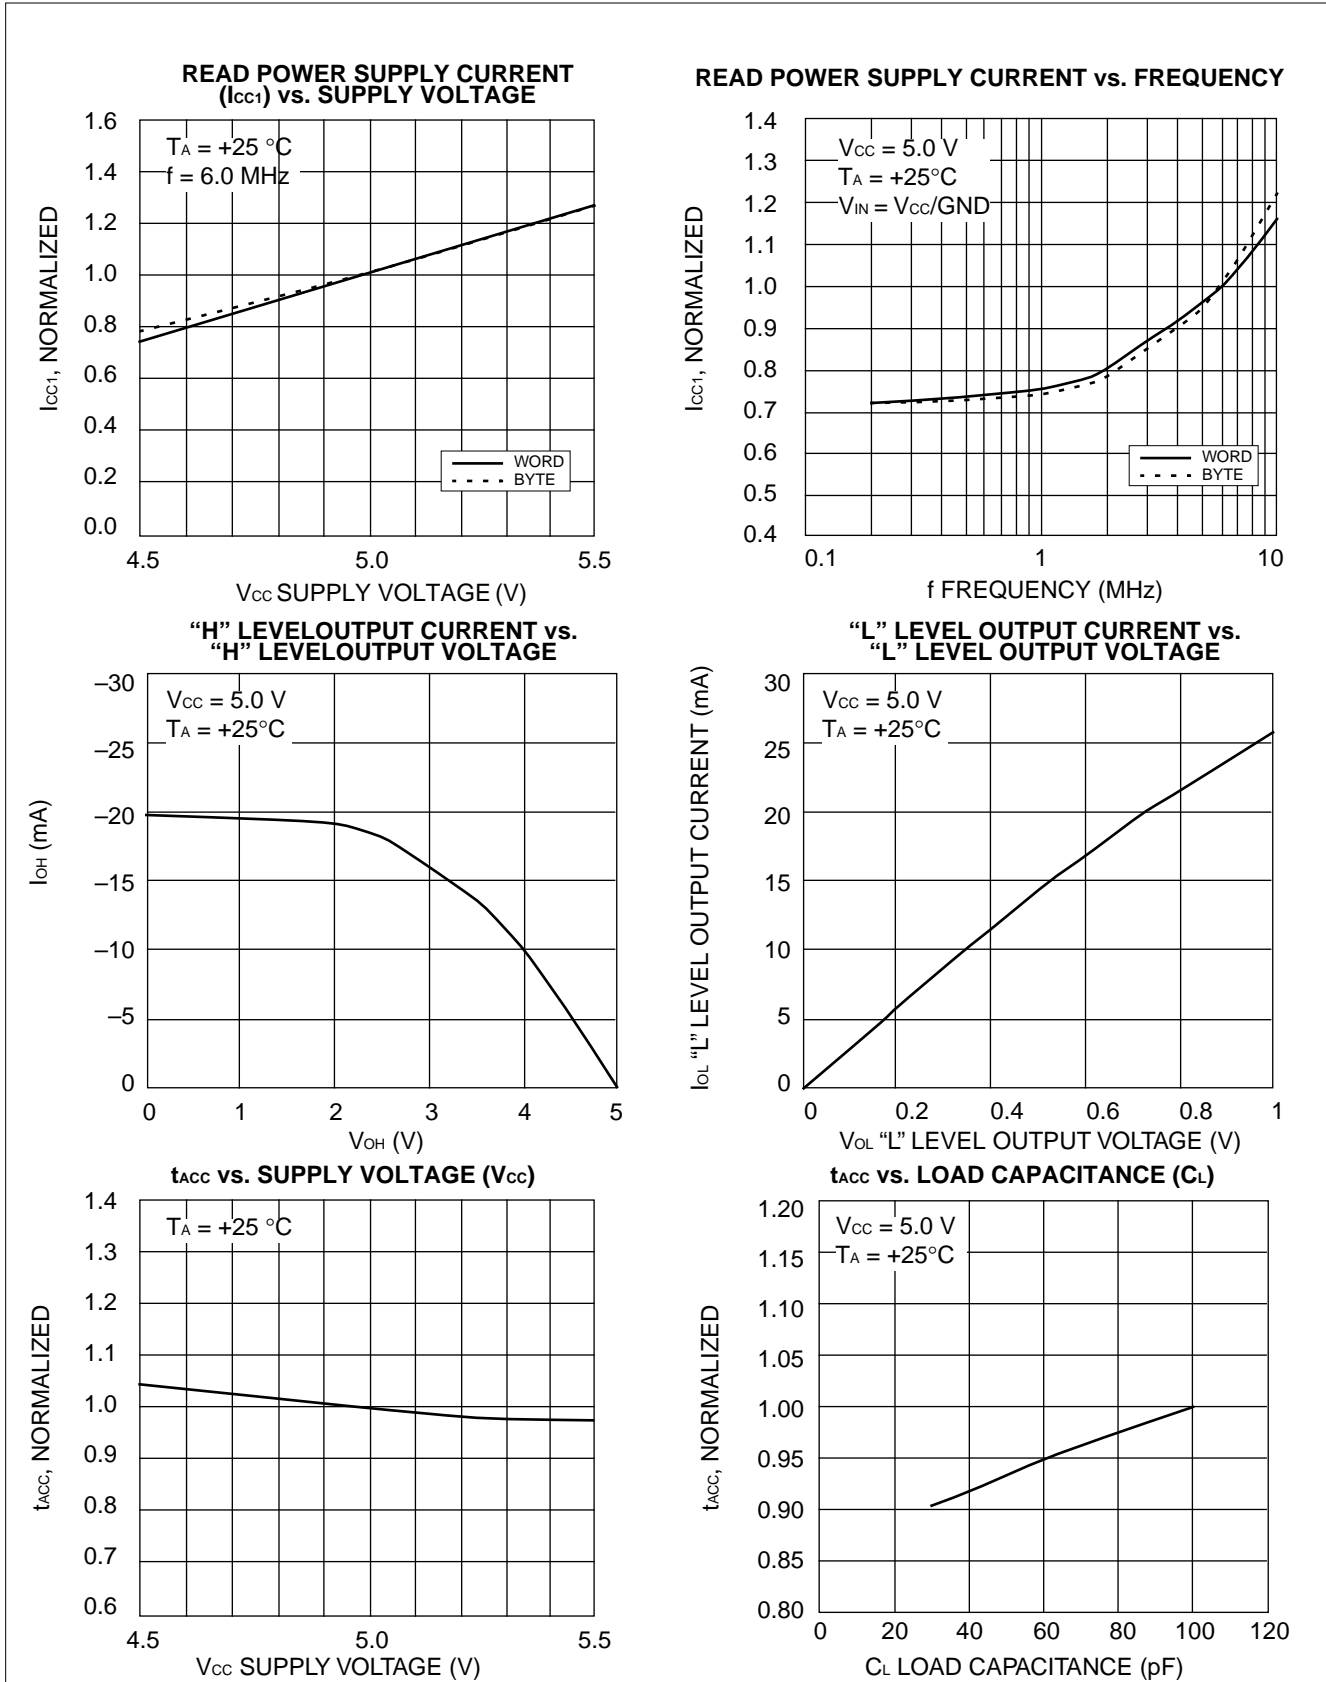 READ POWER SUPPLY CURRENT
(ICC1) vs. SUPPLY VOLTAGE
1.6
1.4
1.2
1.0
0.8
0.6
0.4
0.2
0.0
TA = +25 °C
f = 6.0 MHz
ICC1, NORMALIZED
WORD
BYTE
4.5 5.0 5.5
VCC SUPPLY VOLTAGE (V)
READ POWER SUPPLY CURRENT vs. FREQUENCY
1.4
1.3
1.2
1.1
1.0
0.9
0.8
0.7
0.6
0.5
0.4
VCC = 5.0 V
TA = +25°C
VIN = VCC/GND
ICC1, NORMALIZED
WORD
BYTE
0.1 1 10
f FREQUENCY (MHz)
“H” LEVELOUTPUT CURRENT vs.
“H” LEVELOUTPUT VOLTAGE
–30
–25
–20
–15
–10
–5
0
VCC = 5.0 V
TA = +25°C
IOH (mA)
0 1 2 3 4 5
VOH (V)
“L” LEVEL OUTPUT CURRENT vs.
“L” LEVEL OUTPUT VOLTAGE
30
25
20
15
10
5
0
VCC = 5.0 V
TA = +25°C
IOL “L” LEVEL OUTPUT CURRENT (mA)
0 0.2 0.4 0.6 0.8 1
VOL “L” LEVEL OUTPUT VOLTAGE (V)
tACC vs. SUPPLY VOLTAGE (VCC)
1.4
1.3
1.2
1.1
1.0
0.9
0.8
0.7
0.6
TA = +25 °C
tACC, NORMALIZED
4.5 5.0 5.5
VCC SUPPLY VOLTAGE (V)
tACC vs. LOAD CAPACITANCE (CL)
1.20
1.15
1.10
1.05
1.00
0.95
0.90
0.85
0.80
VCC = 5.0 V
TA = +25°C
tACC, NORMALIZED
0 20 40 60 80 100 120
CL LOAD CAPACITANCE (pF)